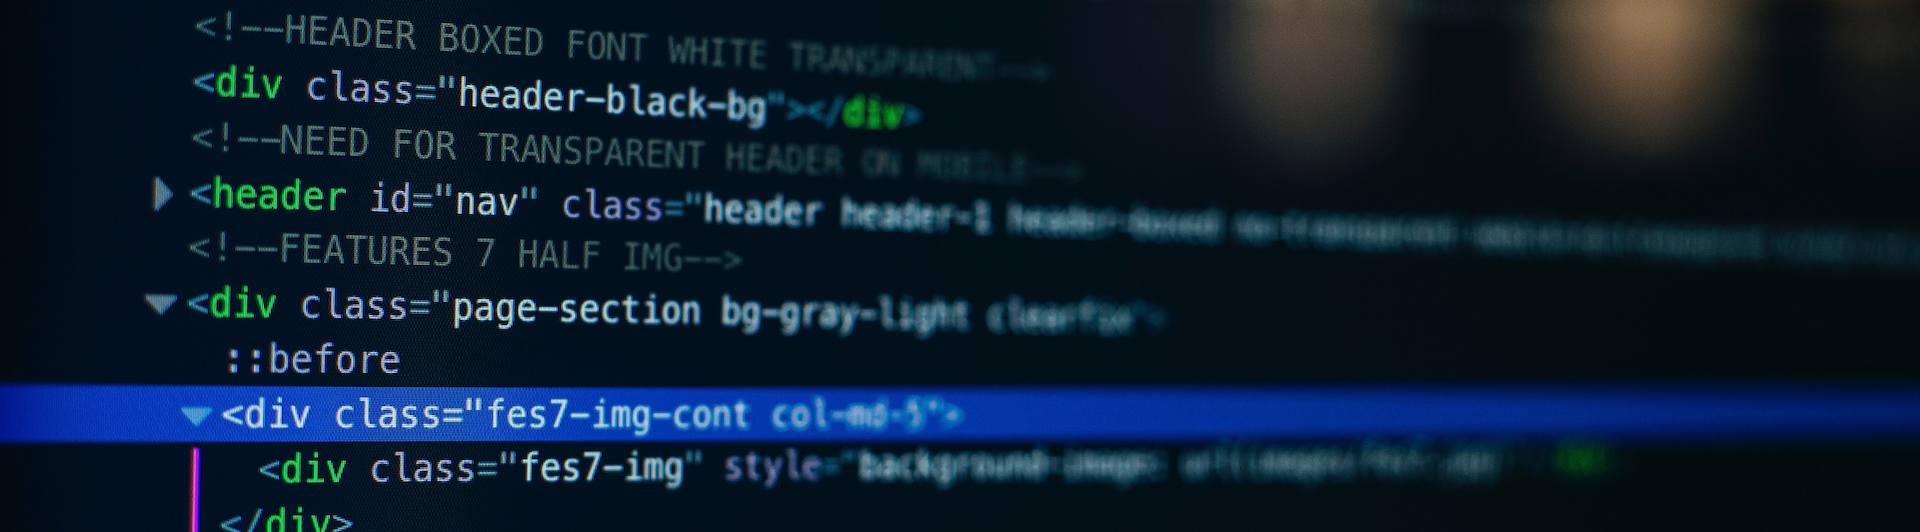 <!--HEADER BOXED FONT WHITE TRANSPARENT-->
<div class="header-black-bg"></div>
<!--NEED FOR TRANSPARENT HEADER ON MOBILE-->
<header id="nav" class="header header-1 header-boxed
<!--FEATURES 7 HALF IMG-->
<div class="page-section bg-gray-light clearfix">
::before
<div class="fes7-img-cont col-md-5">
<div class="fes7-img" style="background-image:
</div>